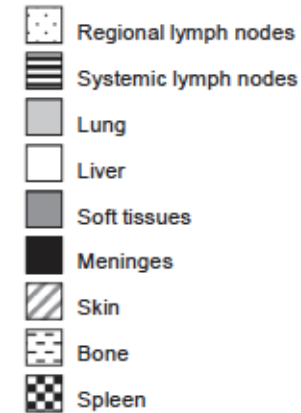 Regional lymph nodes
Systemic lymph nodes
Lung
Liver
Soft tissues
Meninges
Skin
Bone
Spleen